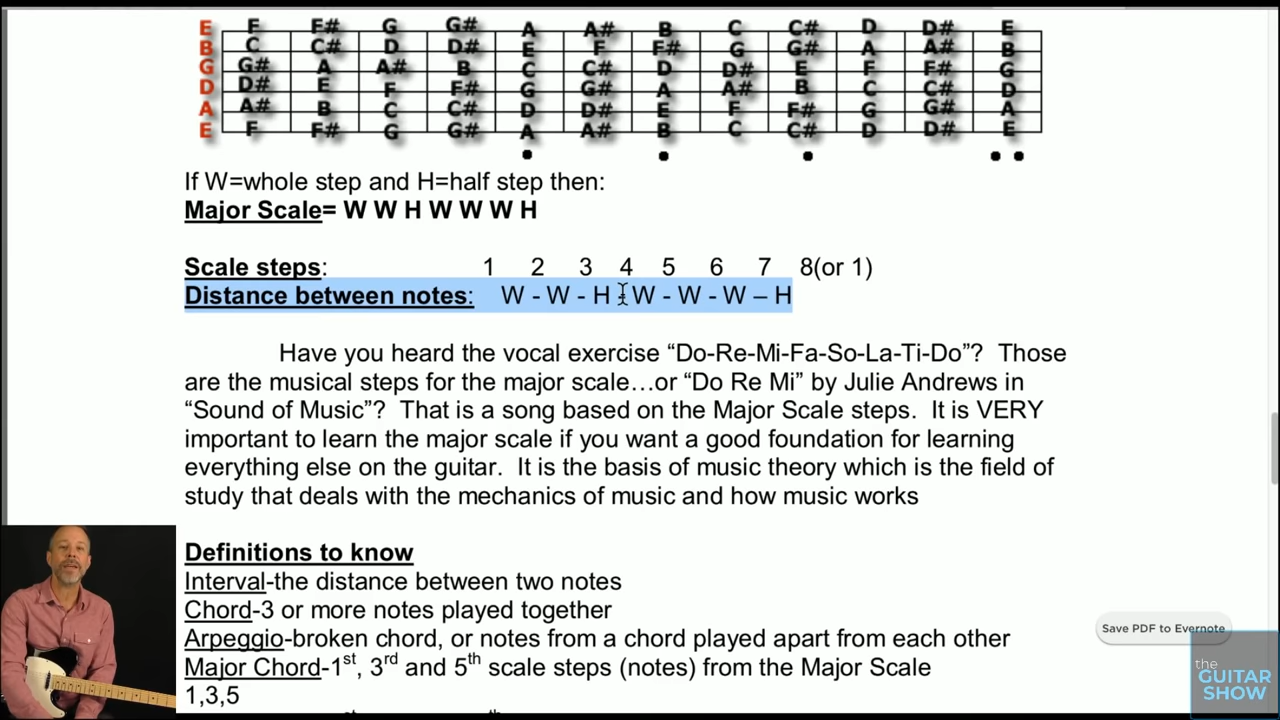 E F F# G G# A A# B C C# D D# E
B C C# D D# E F F# G G# A A# B
G G# A A# B C C# D D# E F F# G
D D# E F F# G G# A A# B C C# D
A A# B C C# D D# E F F# G G# A
E F F# G G# A A# B C C# D D# E
If W=whole step and H=half step then:
Major Scale= W W H W W W H
Scale steps: 1 2 3 4 5 6 7 8(or 1)
Distance between notes: W - W - H - W - W - W – H
Have you heard the vocal exercise “Do-Re-Mi-Fa-So-La-Ti-Do”? Those
are the musical steps for the major scale…or “Do Re Mi” by Julie Andrews in
“Sound of Music”? That is a song based on the Major Scale steps. It is VERY
important to learn the major scale if you want a good foundation for learning
everything else on the guitar. It is the basis of music theory which is the field of
study that deals with the mechanics of music and how music works
Definitions to know
Interval-the distance between two notes
Chord-3 or more notes played together
Arpeggio-broken chord, or notes from a chord played apart from each other
Major Chord-1st, 3rd and 5th scale steps (notes) from the Major Scale
1,3,5
Save PDF to Evernote
the
GUITAR
SHOW